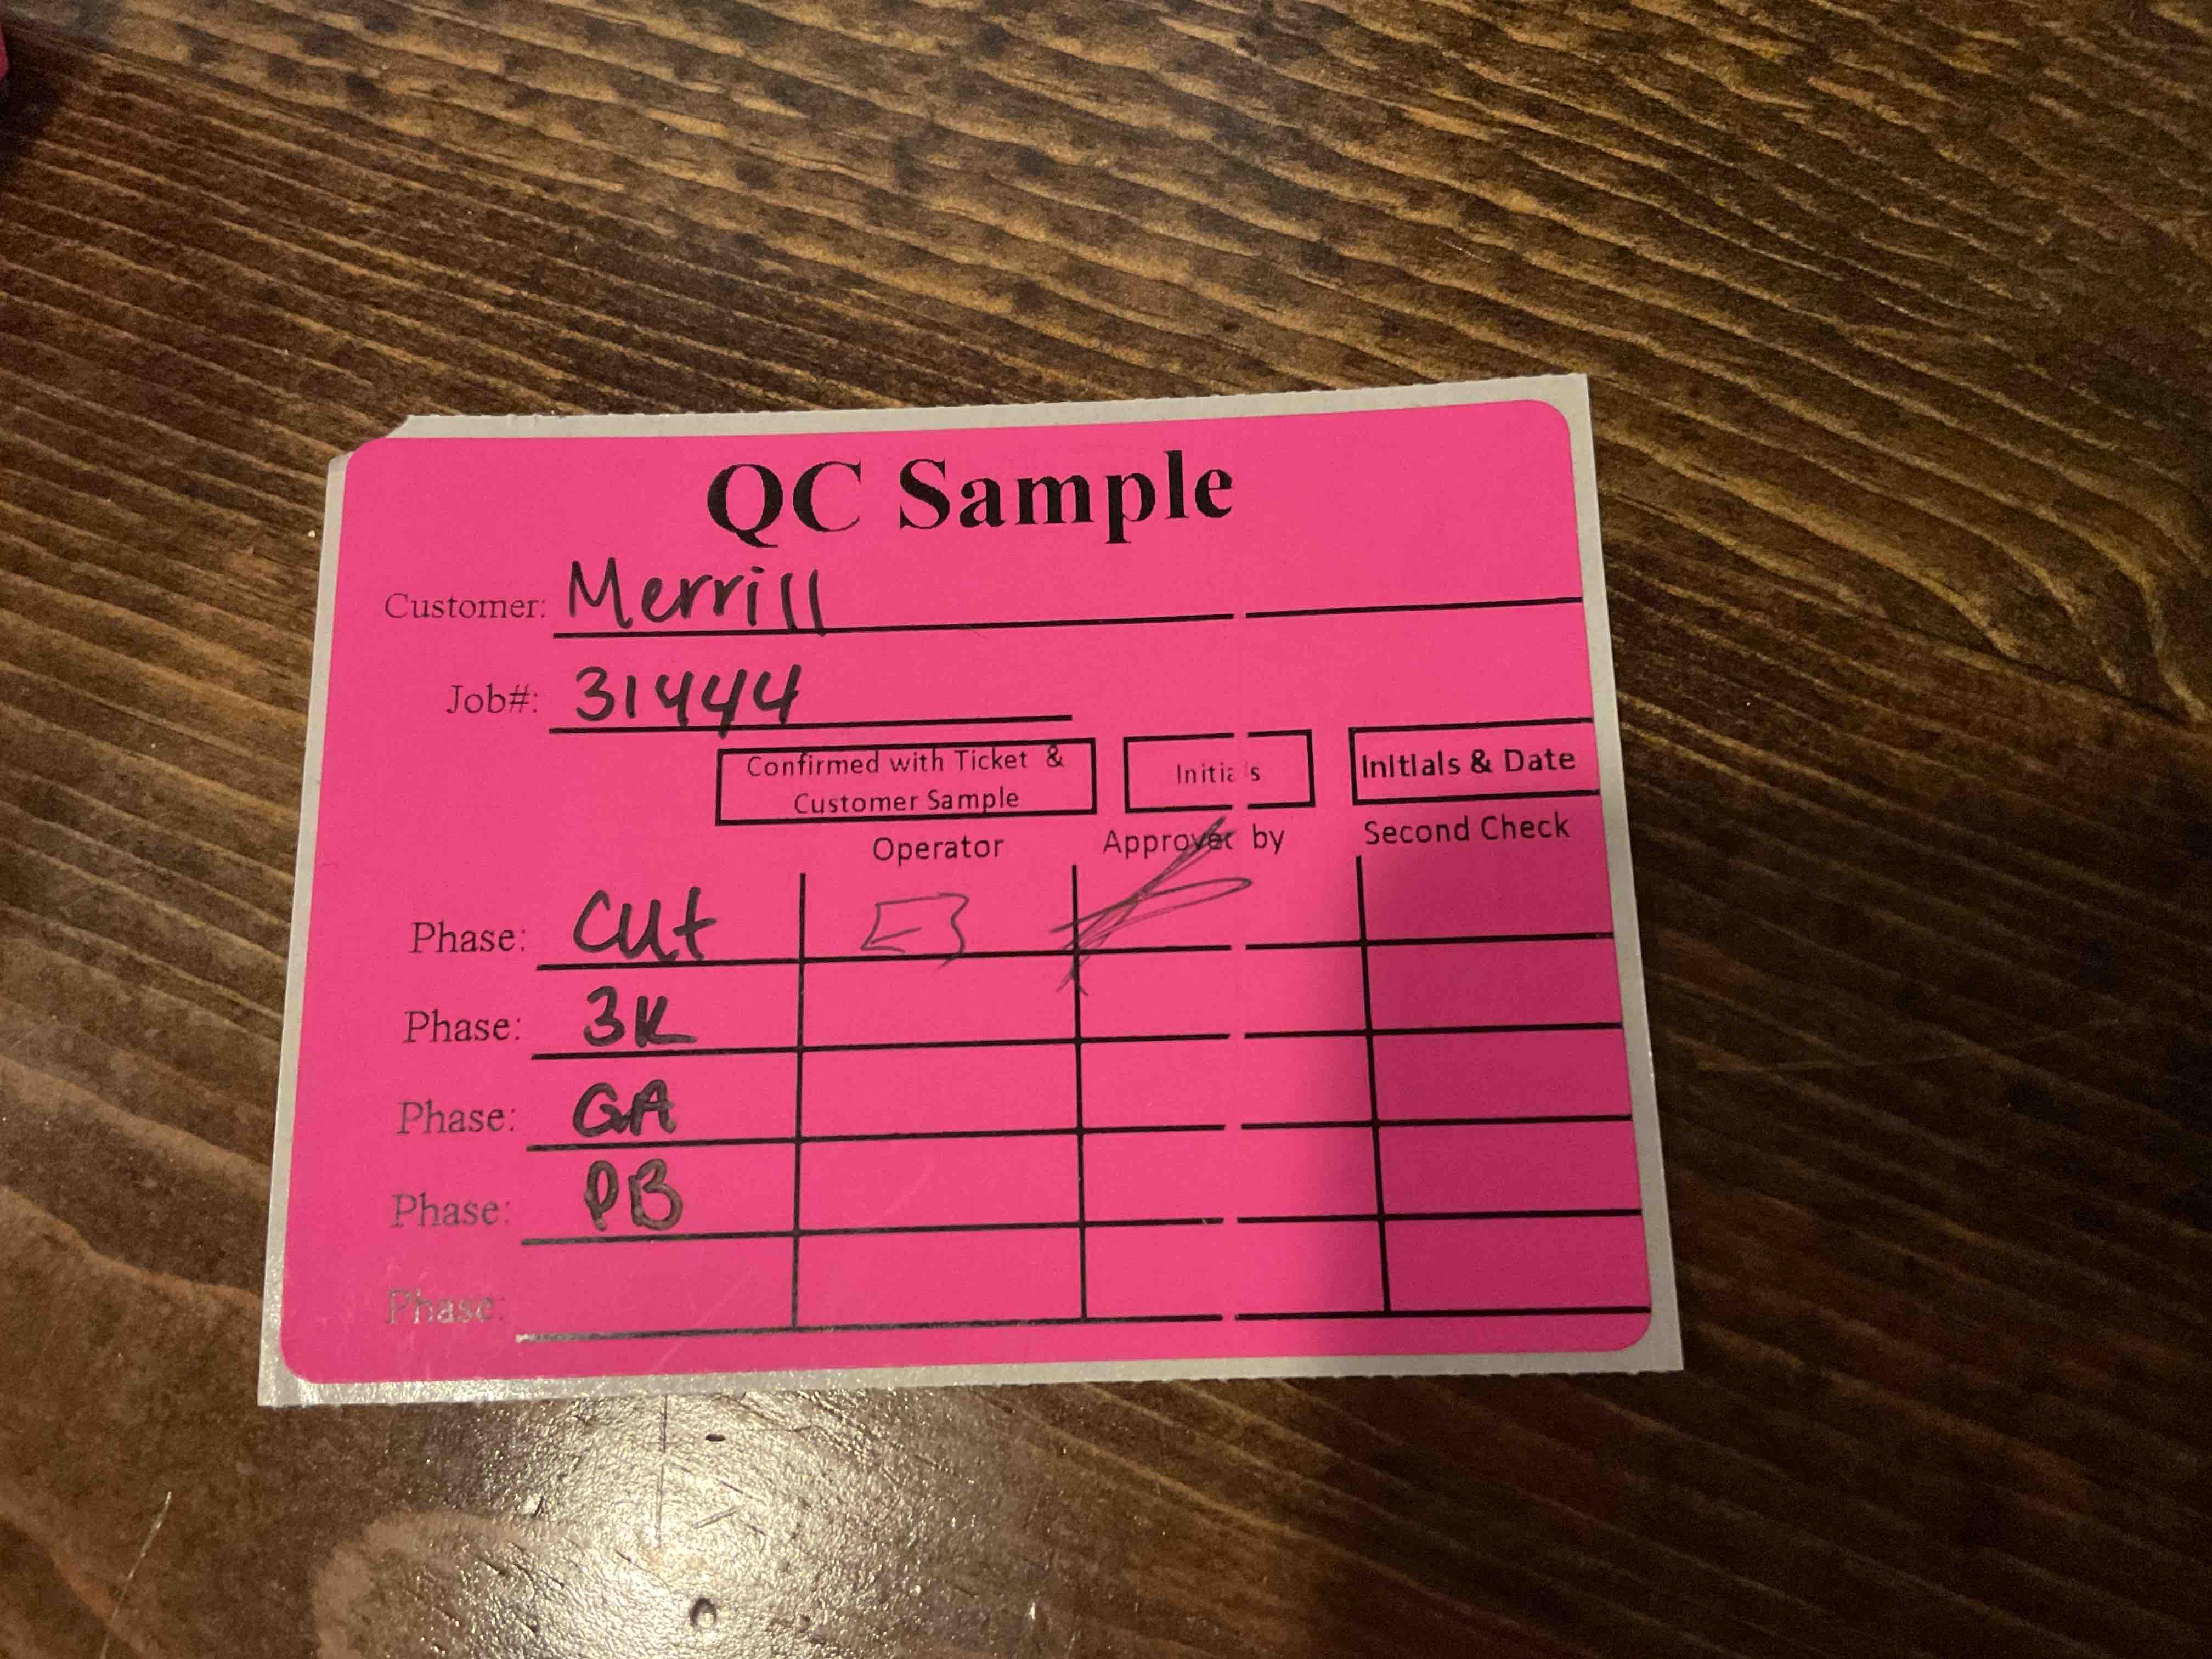 QC Sample
Customer: Merrill
Job#: 31444
Confirmed with Ticket &
Customer Sample
Initials
Initials & Date
Operator
Approved by
Second Check
Phase: Cut
Phase: 3K
Phase: GA
Phase: PB
Phase: